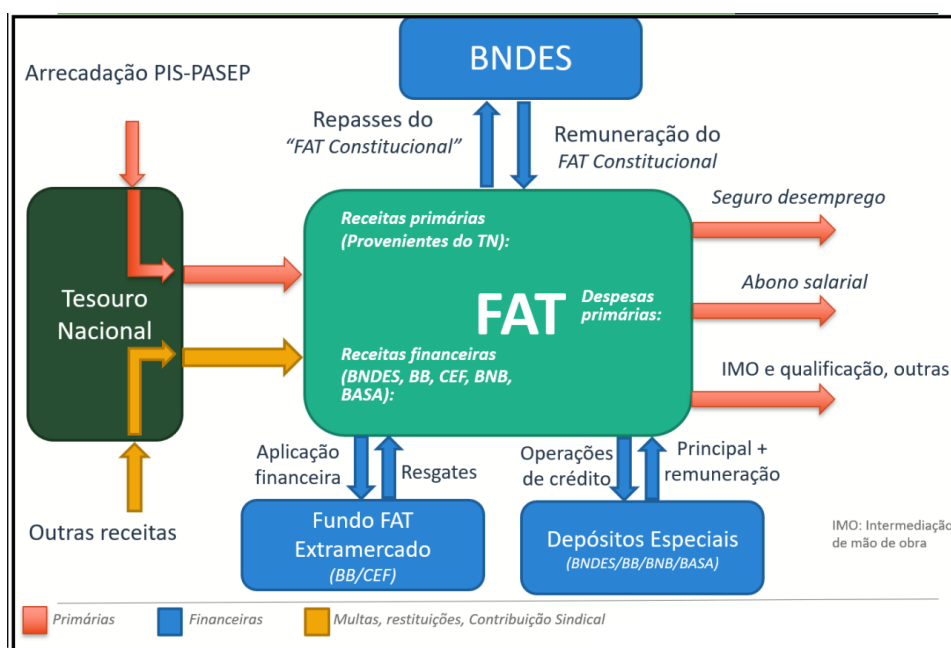 BNDES
Arrecadação PIS-PASEP
Repasses do
“FAT Constitucional”
Remuneração do
FAT Constitucional
Tesouro
Nacional
Receitas primárias
(Provenientes do TN):
FAT
Despesas
primárias:
Receitas financeiras
(BNDES, BB, CEF, BNB,
BASA):
Seguro desemprego
Abono salarial
IMO e qualificação, outras
Outras receitas
Aplicação
financeira
Resgates
Operações
de crédito
Principal +
remuneração
Fundo FAT
Extramercado
(BB/CEF)
Depósitos Especiais
(BNDES/BB/BNB/BASA)
IMO: Intermediação
de mão de obra
Primárias
Financeiras
Multas, restituições, Contribuição Sindical